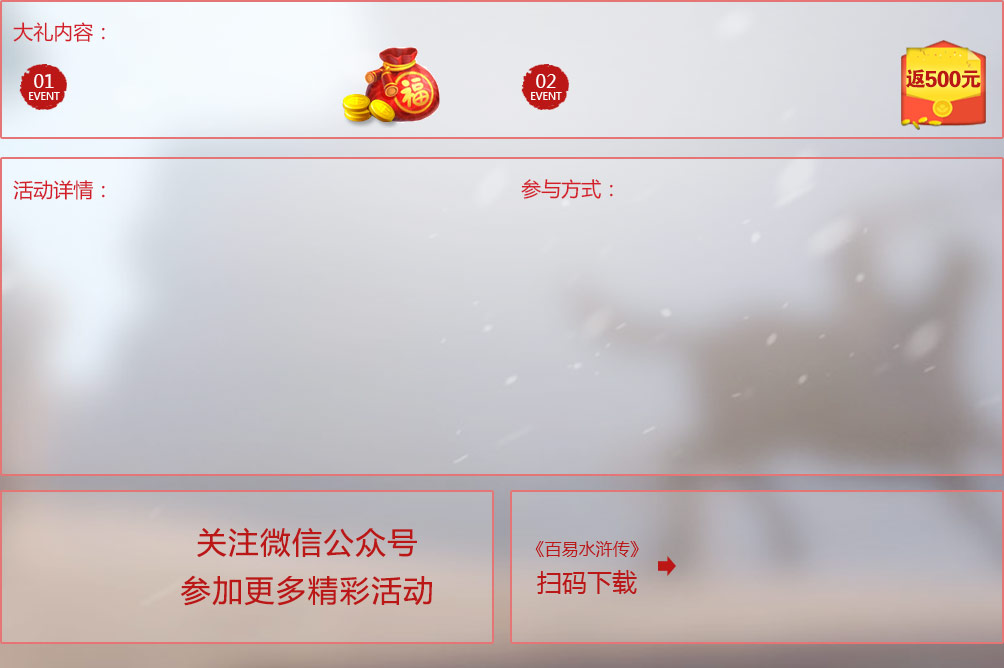 大礼内容：
01
EVENT
福
02
EVENT
返500元
活动详情：
参与方式：
关注微信公众号
参加更多精彩活动
《百易水浒传》
扫码下载